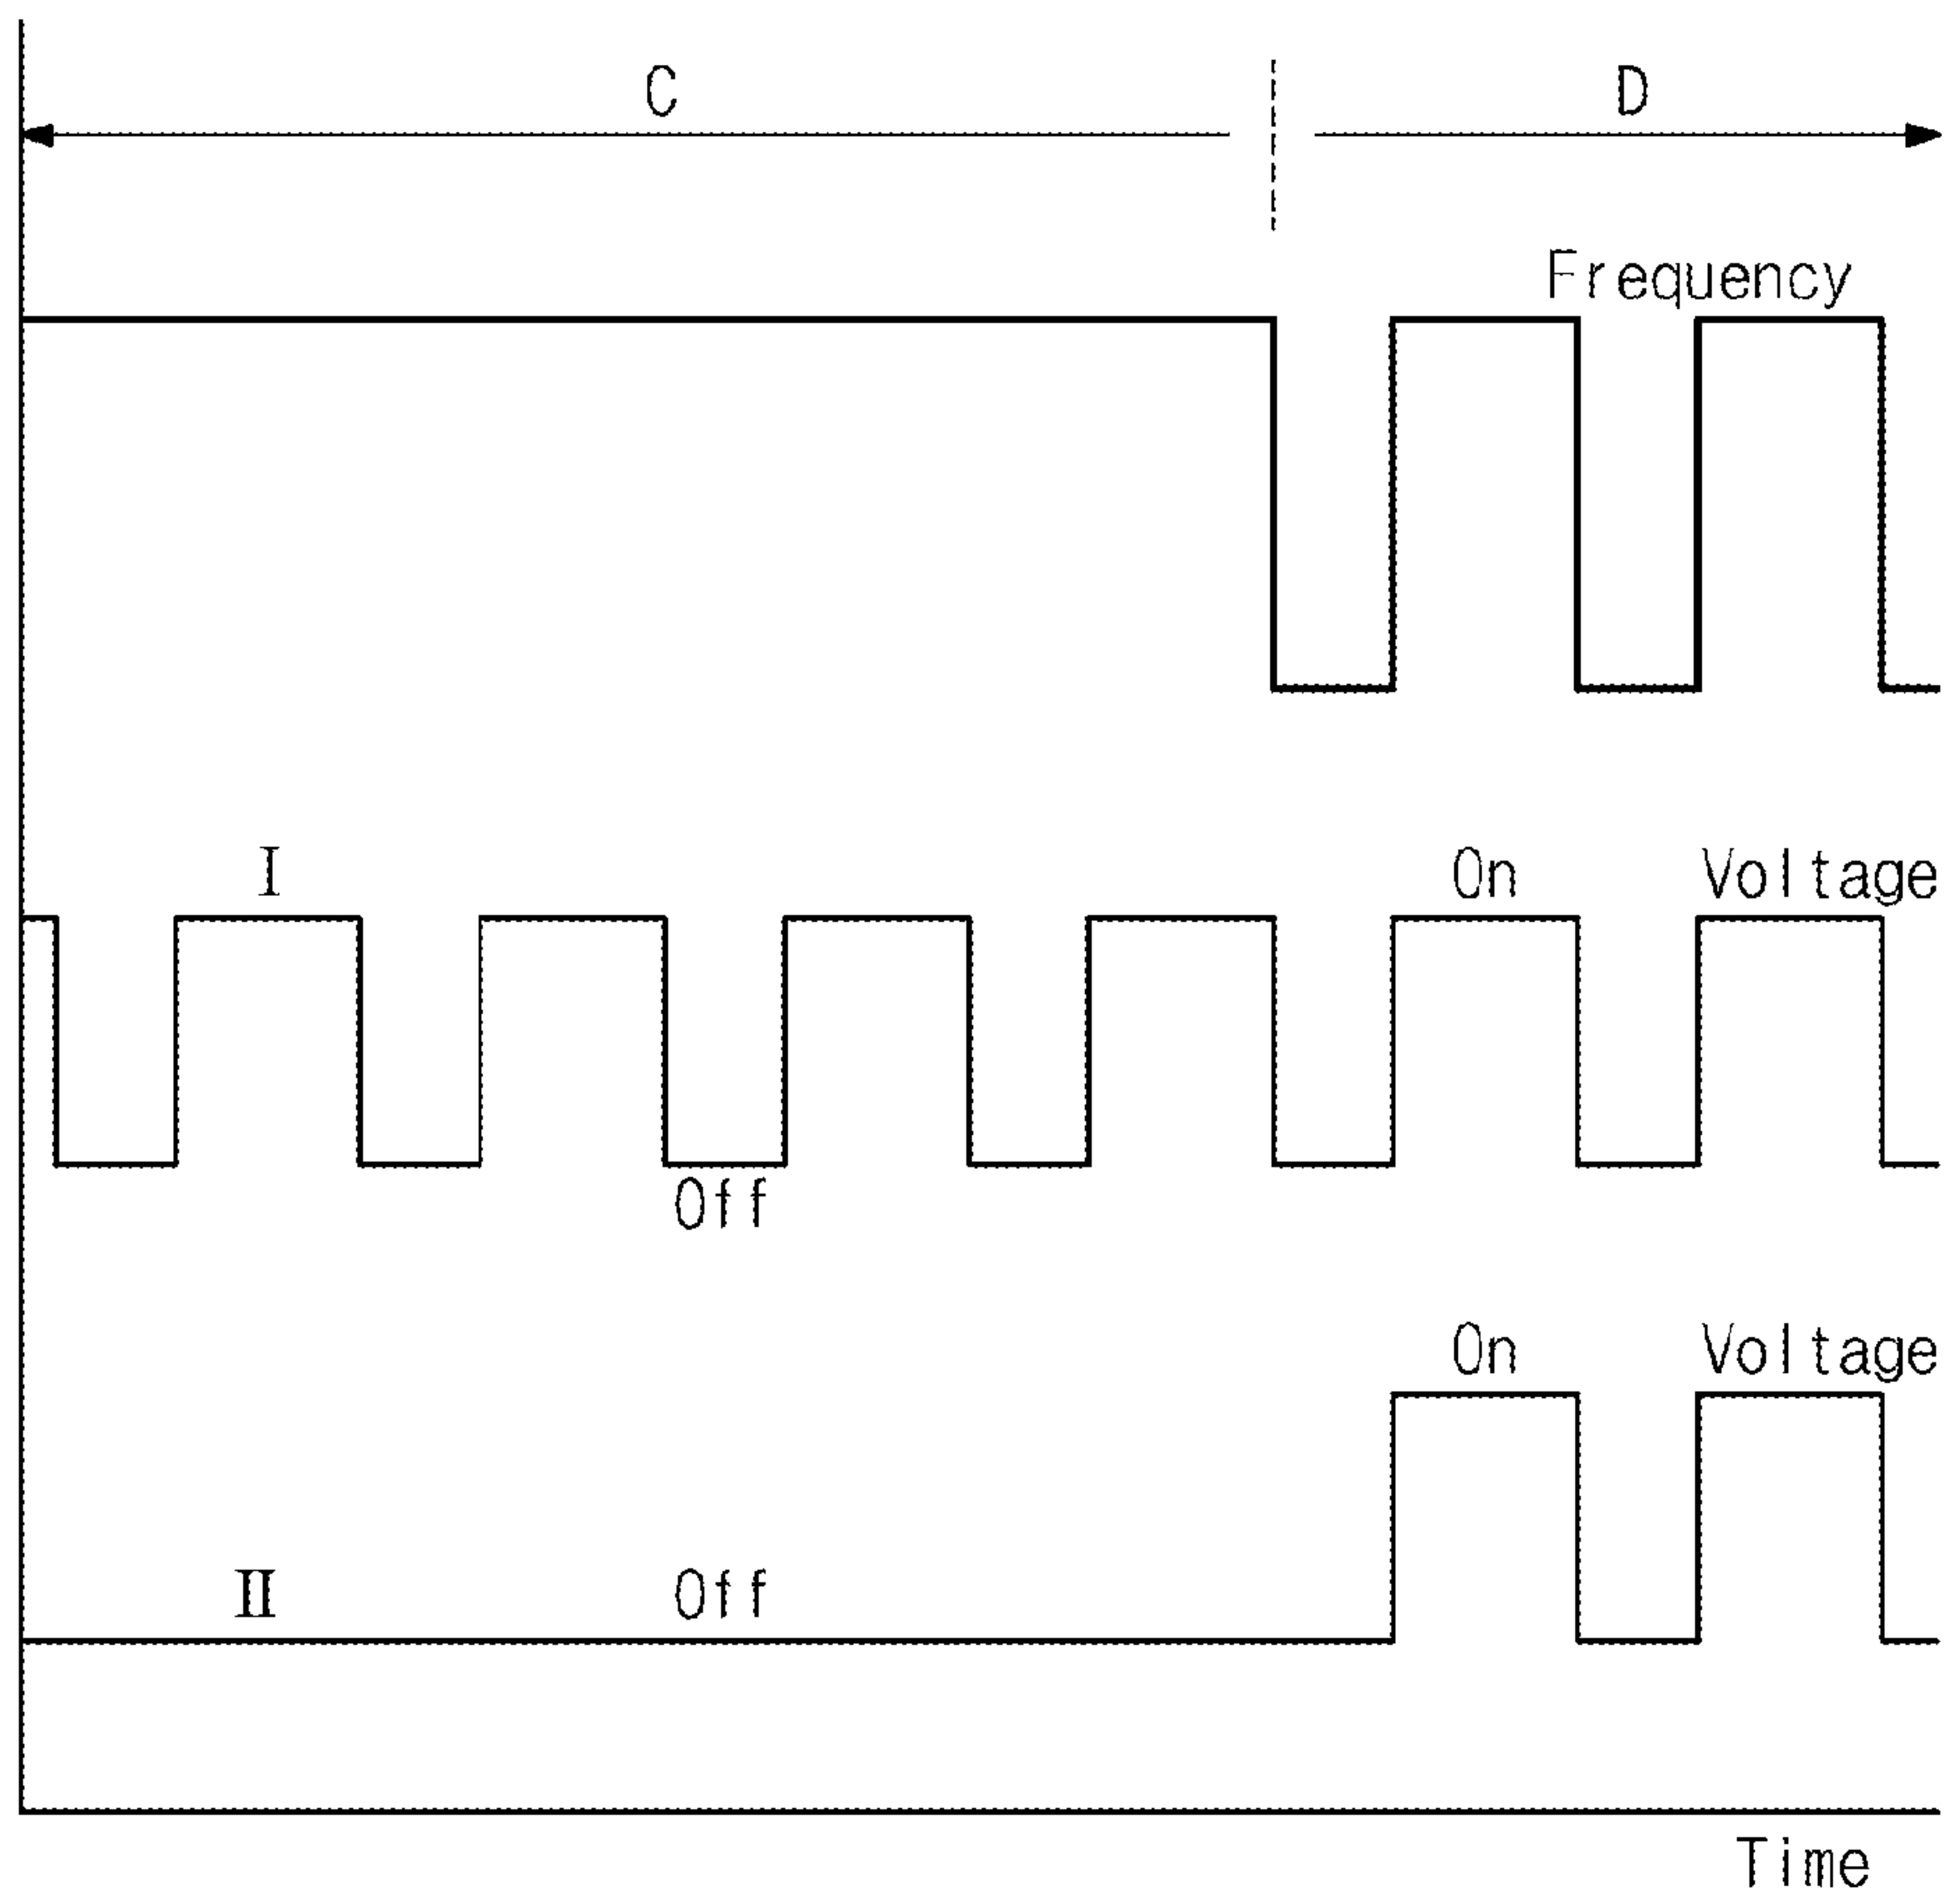 C
D
Frequency
I
On
Voltage
Off
On
Voltage
II
Off
Time